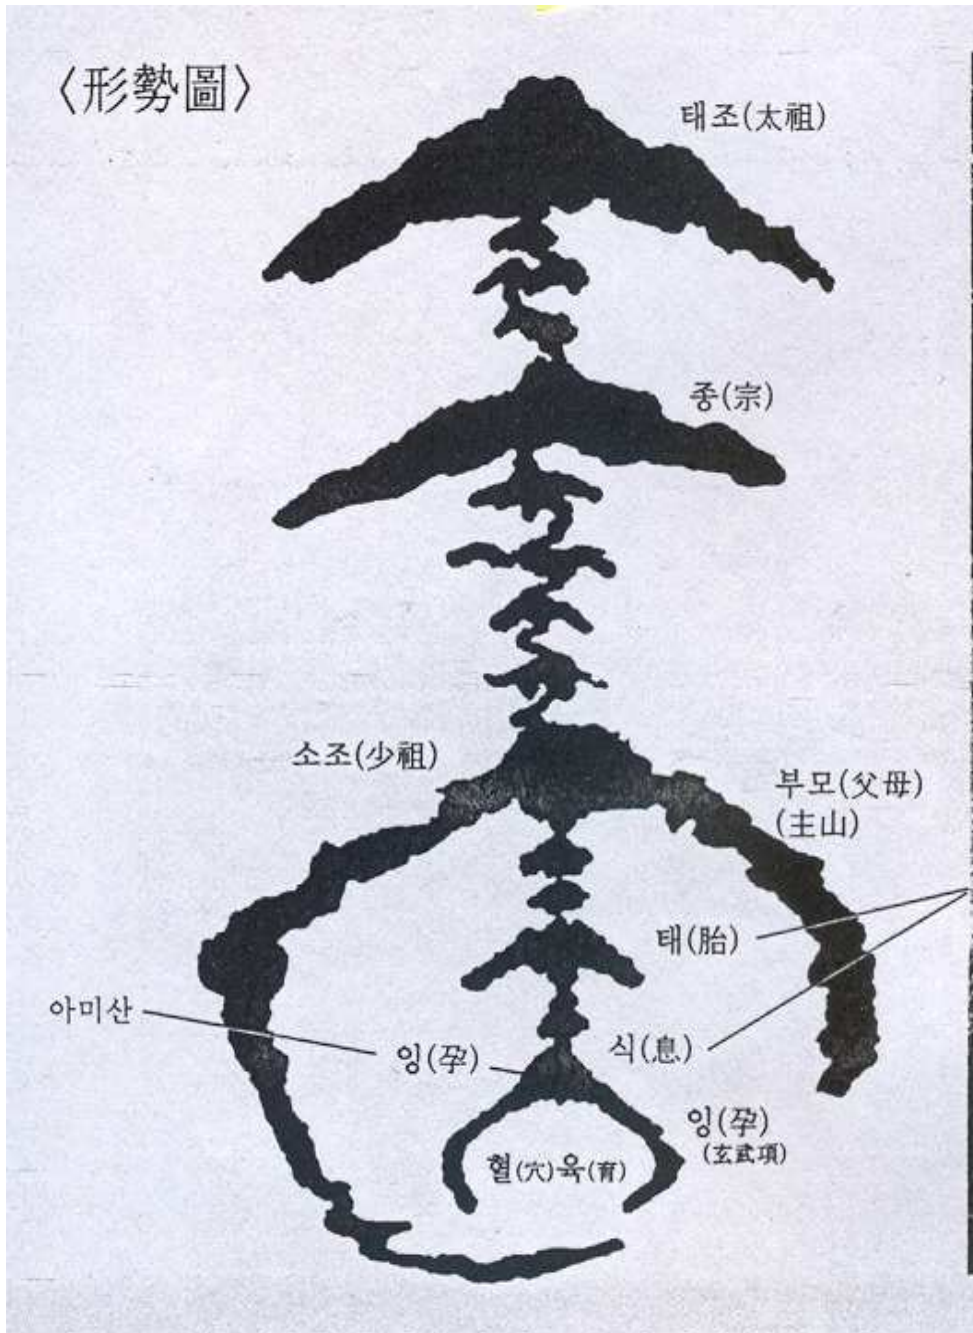 〈形勢圖〉
태조(太祖)
종(宗)
소조(少祖)
부모(父母)
(主山)
태(胎)
아미산
잉(孕)
식(息)
잉(孕)
(玄武項)
혈(穴)육(育)